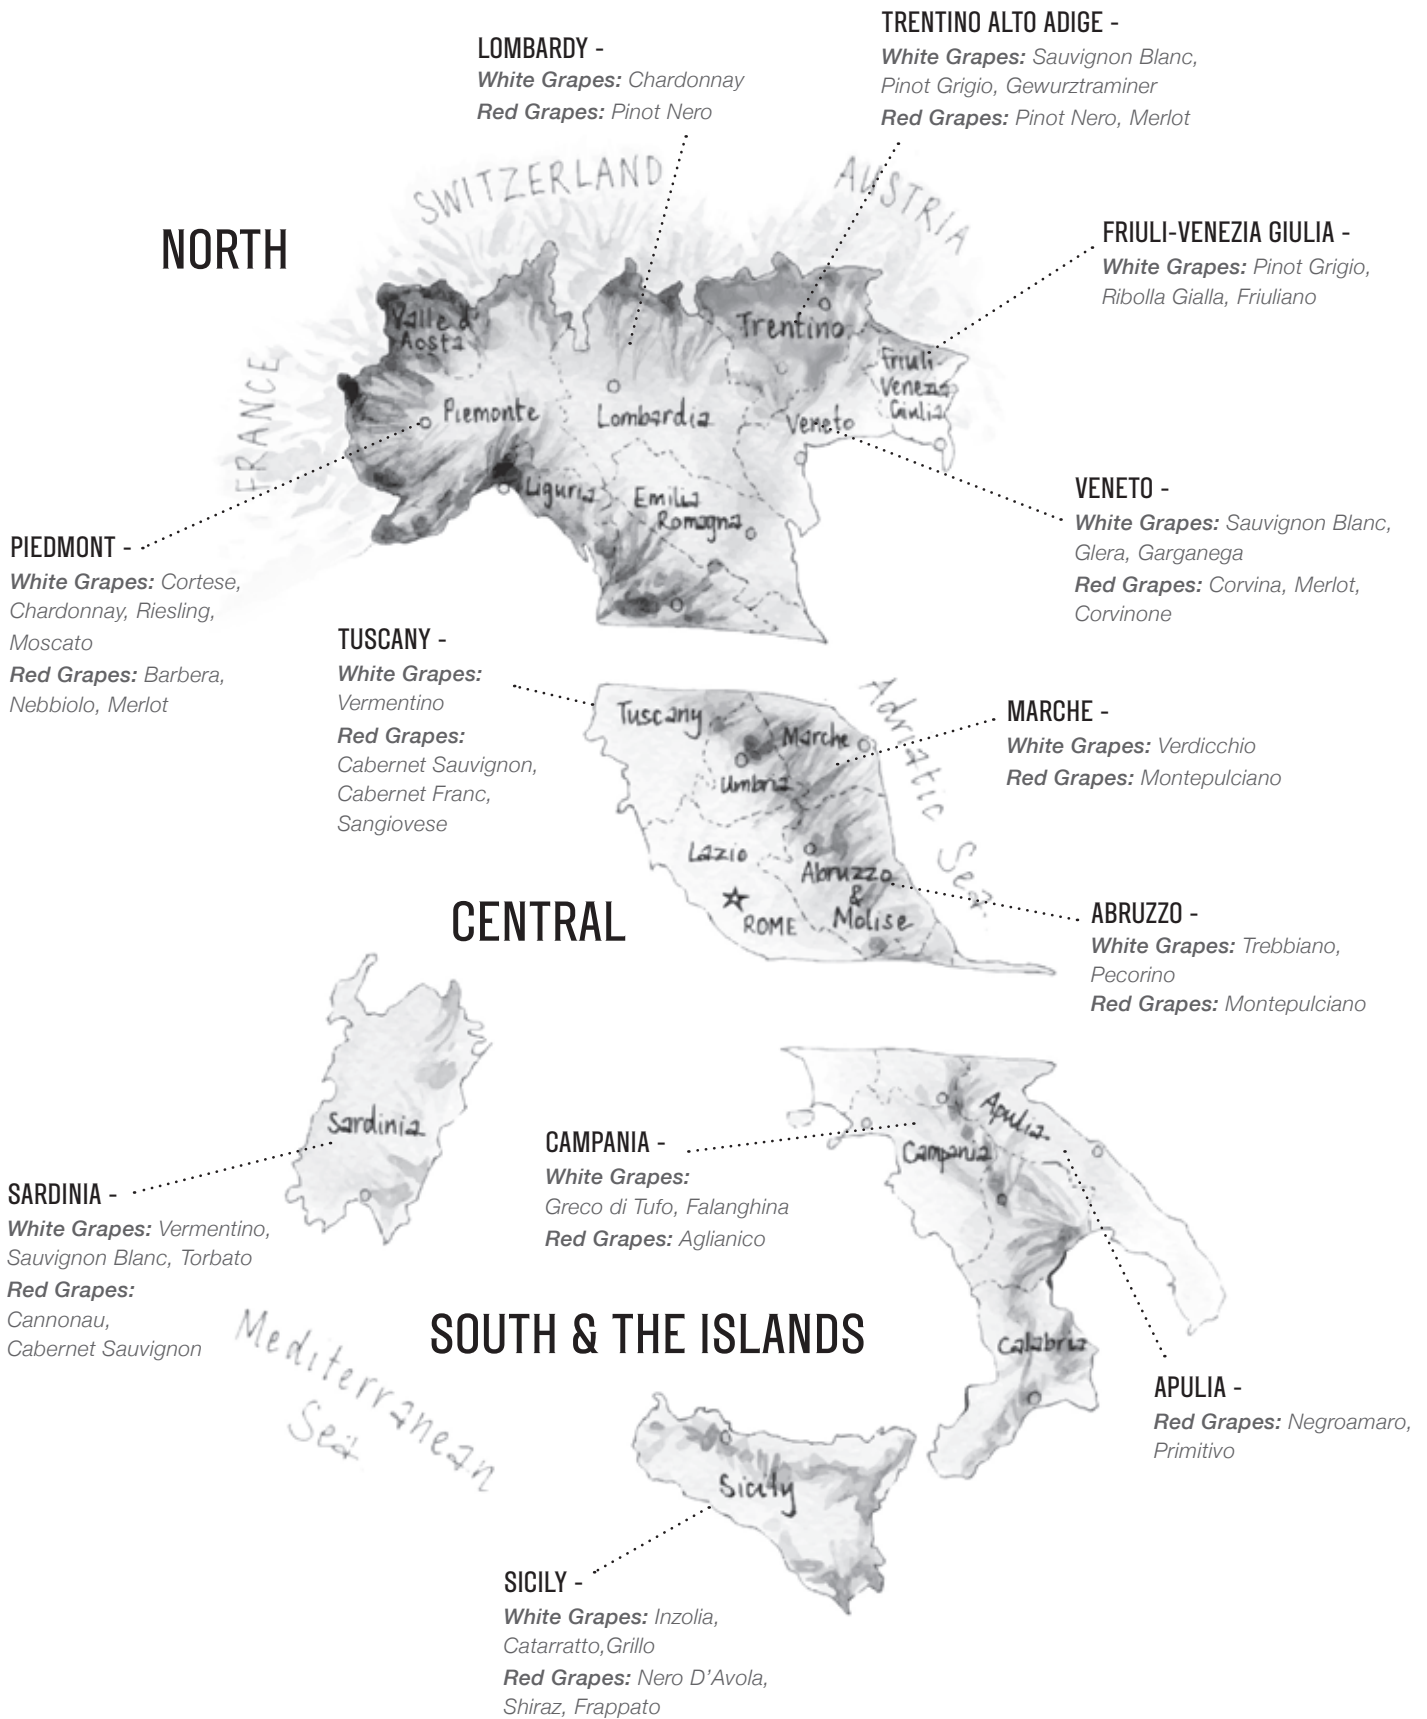 LOMBARDY -
White Grapes: Chardonnay
Red Grapes: Pinot Nero
TRENTINO ALTO ADIGE -
White Grapes: Sauvignon Blanc,
Pinot Grigio, Gewurztraminer
Red Grapes: Pinot Nero, Merlot
SWITZERLAND
AUSTRIA
NORTH
FRIULI-VENEZIA GIULIA -
White Grapes: Pinot Grigio,
Ribolla Gialla, Friuliano
FRANCE
Valle d'
Aosta
Piemonte
Lombardia
Trentino
Friuli
Venezia
Giulia
Veneto
Liguria
Emilia
Romagna
VENETO -
White Grapes: Sauvignon Blanc,
Glera, Garganega
Red Grapes: Corvina, Merlot,
Corvinone
PIEDMONT -
White Grapes: Cortese,
Chardonnay, Riesling,
Moscato
Red Grapes: Barbera,
Nebbiolo, Merlot
TUSCANY -
White Grapes:
Vermentino
Red Grapes:
Cabernet Sauvignon,
Cabernet Franc,
Sangiovese
Tuscany
Marche
Umbria
Lazio
ROME
Abruzzo
&
Molise
Adriatic Sea
MARCHE -
White Grapes: Verdicchio
Red Grapes: Montepulciano
CENTRAL
ABRUZZO -
White Grapes: Trebbiano,
Pecorino
Red Grapes: Montepulciano
Sardinia
SARDINIA -
White Grapes: Vermentino,
Sauvignon Blanc, Torbato
Red Grapes:
Cannonau,
Cabernet Sauvignon
CAMPANIA -
White Grapes:
Greco di Tufo, Falanghina
Red Grapes: Aglianico
Apulia
Campania
Calabria
SOUTH & THE ISLANDS
Mediterranean
Sea
APULIA -
Red Grapes: Negroamaro,
Primitivo
Sicily
SICILY -
White Grapes: Inzolia,
Catarratto,Grillo
Red Grapes: Nero D'Avola,
Shiraz, Frappato